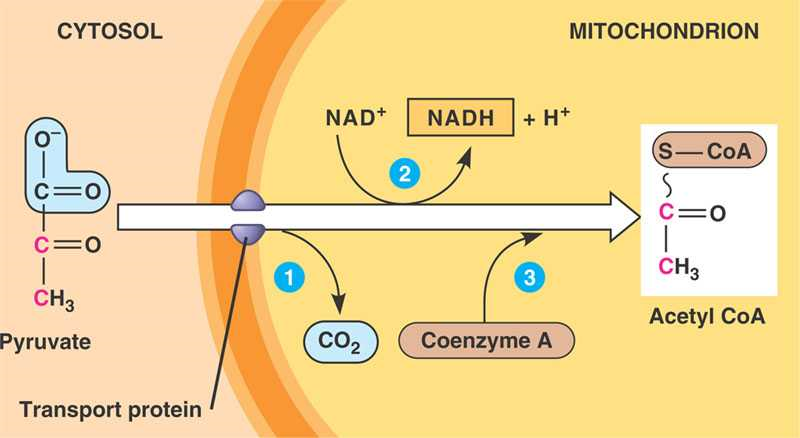 CYTOSOL
MITOCHONDRION
NAD⁺ NADH + H⁺
O⁻
C=O
C=O
CH₃
Pyruvate
2
1
3
S—CoA
C=O
CH₃
Acetyl CoA
CO₂
Coenzyme A
Transport protein